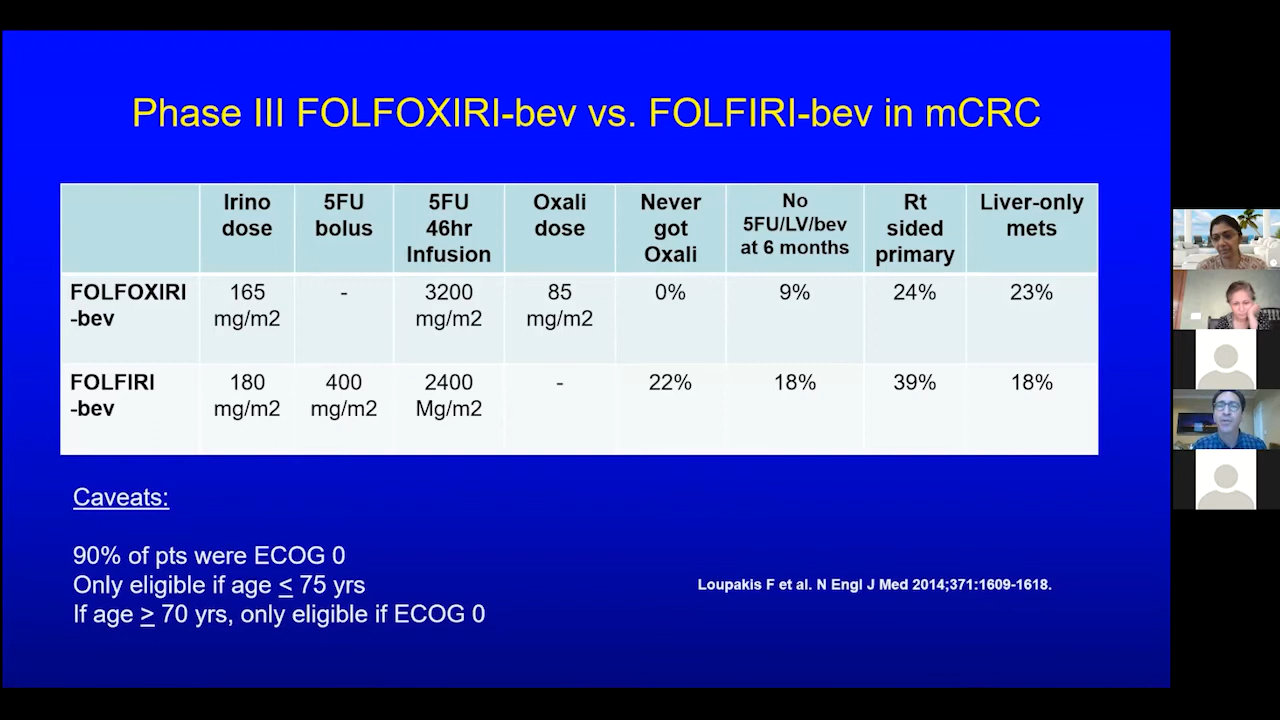 Phase III FOLFOXIRI-bev vs. FOLFIRI-bev in mCRC
Irino dose
5FU bolus
5FU 46hr Infusion
Oxali dose
Never got Oxali
No 5FU/LV/bev at 6 months
Rt sided primary
Liver-only mets
FOLFOXIRI -bev
165 mg/m2
-
3200 mg/m2
85 mg/m2
0%
9%
24%
23%
FOLFIRI -bev
180 mg/m2
400 mg/m2
2400 Mg/m2
-
22%
18%
39%
18%
Caveats:
90% of pts were ECOG 0
Only eligible if age ≤ 75 yrs
If age ≥ 70 yrs, only eligible if ECOG 0
Loupakis F et al. N Engl J Med 2014;371:1609-1618.